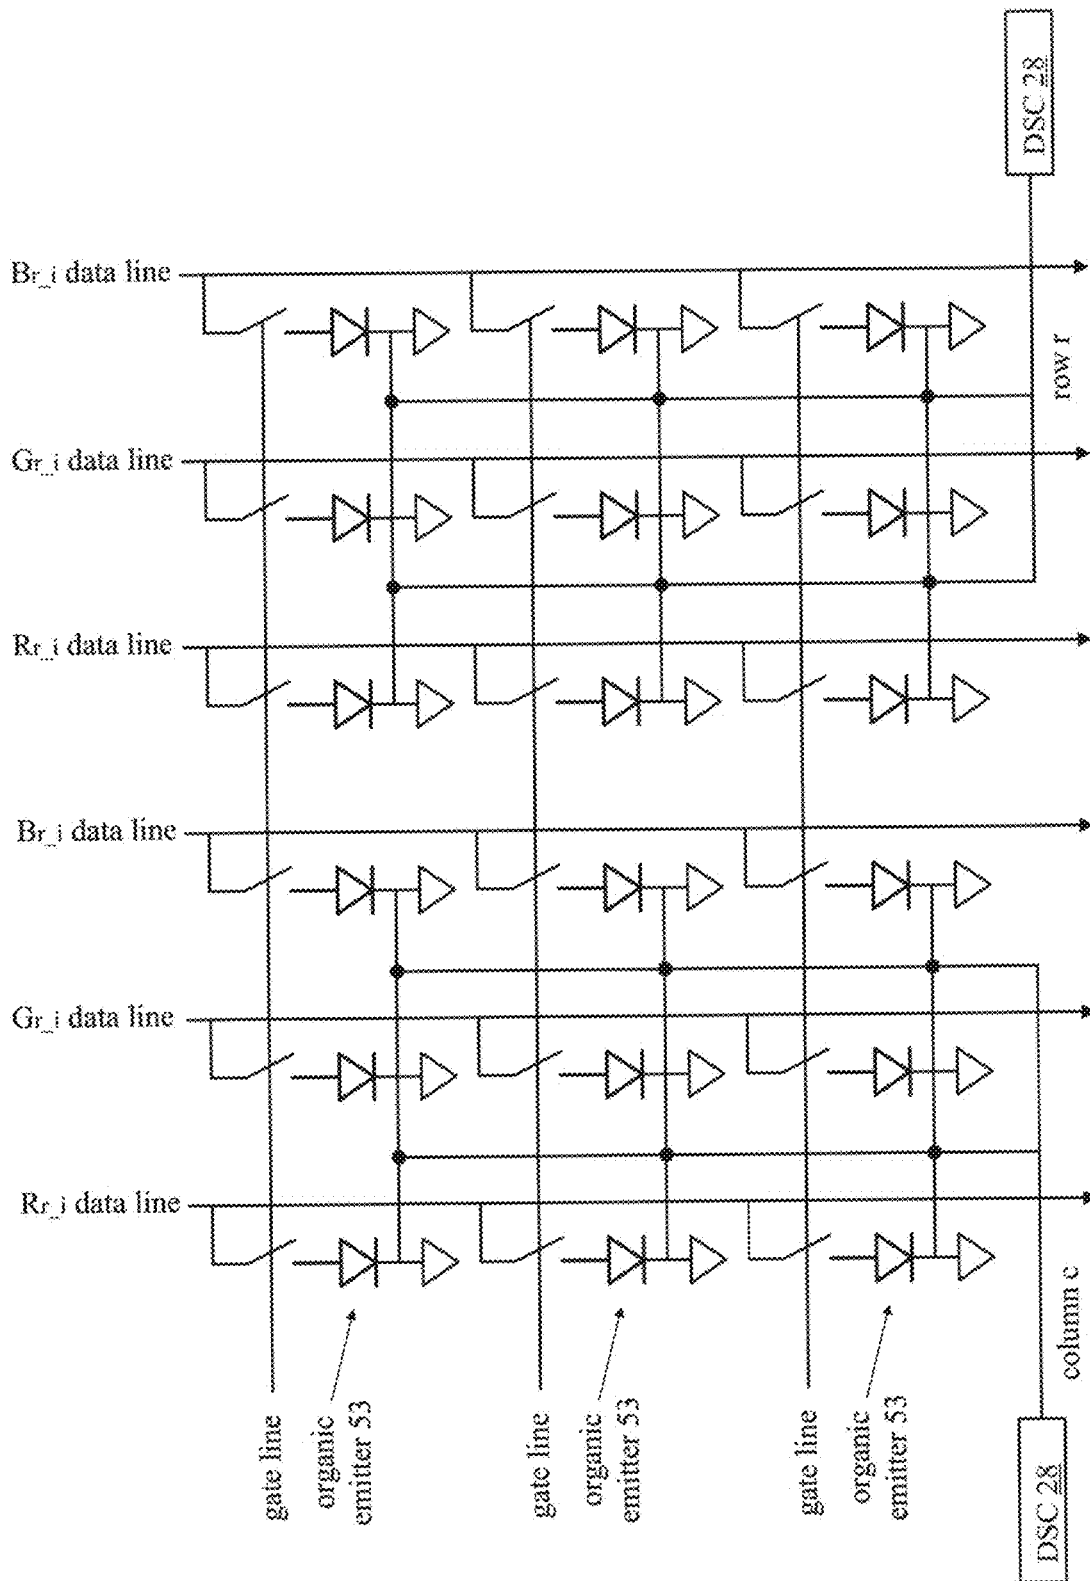 DSC 28
Br_i data line
row r
Gr_i data line
Rr_i data line
Br_i data line
Gr_i data line
Rr_i data line
column c
gate line
organic
emitter 53
gate line
organic
emitter 53
gate line
organic
emitter 53
DSC 28